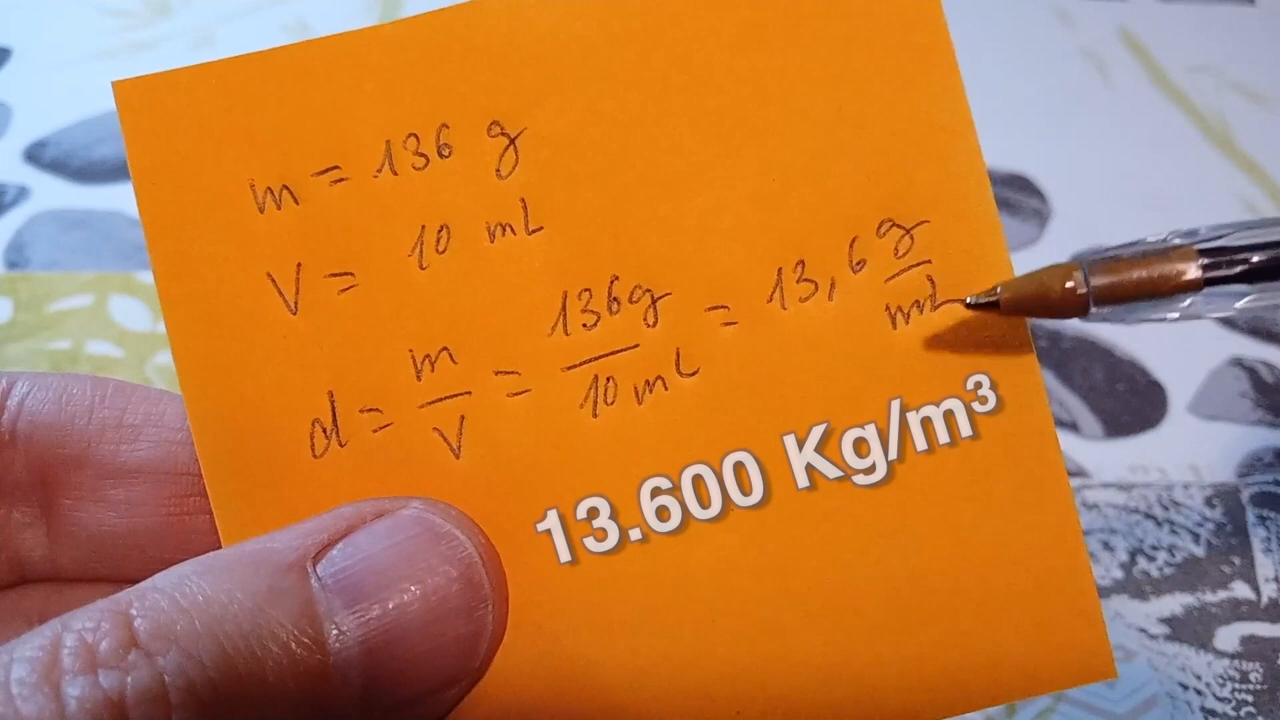 m = 136 g
V = 10 mL
d = m/V = 136g/10 mL = 13,6 g/mL
13.600 Kg/m³